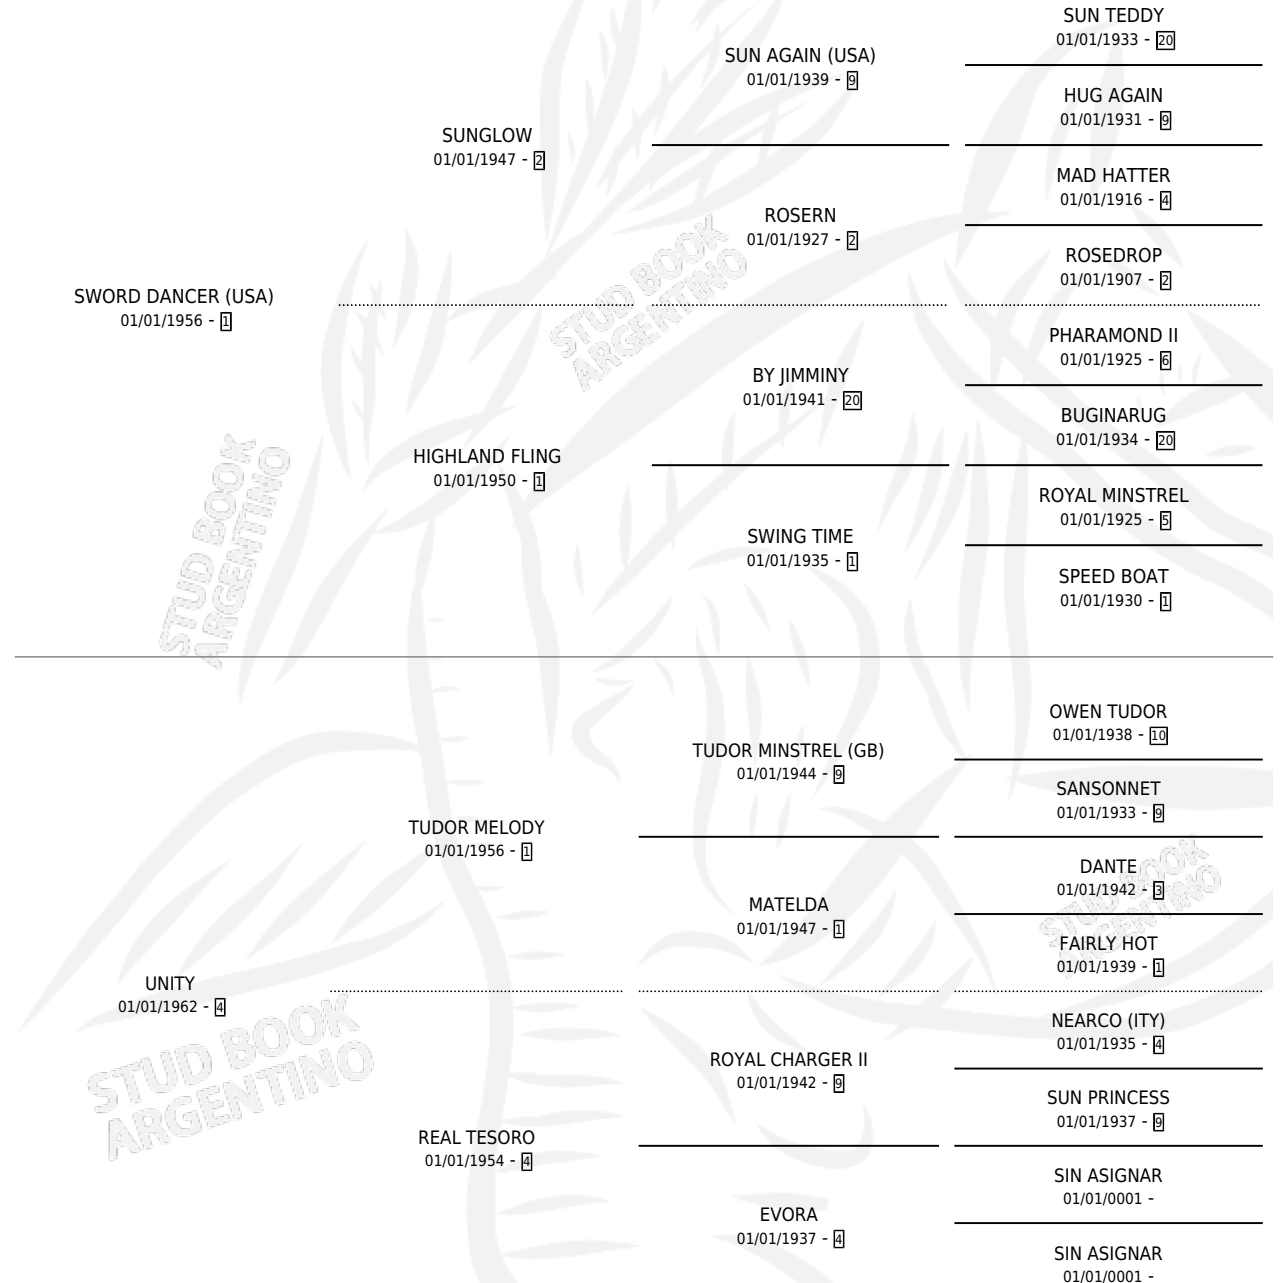 SUN TEDDY
01/01/1933 - 20
SUN AGAIN (USA)
01/01/1939 - 9
HUG AGAIN
01/01/1931 - 9
SUNGLOW
01/01/1947 - 2
MAD HATTER
01/01/1916 - 4
ROSERN
01/01/1927 - 2
ROSEDROP
01/01/1907 - 2
SWORD DANCER (USA)
01/01/1956 - 1
STUD BOOK
ARGENTINO
PHARAMOND II
01/01/1925 - 6
BY JIMMINY
01/01/1941 - 20
BUGINARUG
01/01/1934 - 20
HIGHLAND FLING
01/01/1950 - 1
ROYAL MINSTREL
01/01/1925 - 5
SWING TIME
01/01/1935 - 1
SPEED BOAT
01/01/1930 - 1
STUD BOOK
ARGENTINO
OWEN TUDOR
01/01/1938 - 10
TUDOR MINSTREL (GB)
01/01/1944 - 9
SANSONNET
01/01/1933 - 9
TUDOR MELODY
01/01/1956 - 1
DANTE
01/01/1942 - 3
MATELDA
01/01/1947 - 1
STUD BOOK
ARGENTINO
FAIRLY HOT
01/01/1939 - 1
UNITY
01/01/1962 - 4
NEARCO (ITY)
01/01/1935 - 4
ROYAL CHARGER II
01/01/1942 - 9
STUD BOOK
ARGENTINO
SUN PRINCESS
01/01/1937 - 9
REAL TESORO
01/01/1954 - 4
SIN ASIGNAR
01/01/0001 -
EVORA
01/01/1937 - 4
SIN ASIGNAR
01/01/0001 -